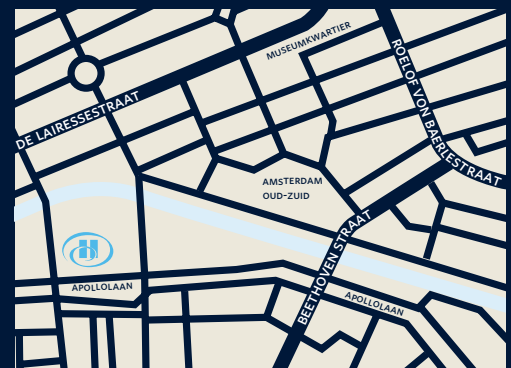 MUSEUMKWARTIER
ROELOF VON BAERLESTRAAT
DE LAIRESSESTRAAT
AMSTERDAM
OUD-ZUID
BEETHOVEN STRAAT
APOLLOLAAN
APOLLOLAAN